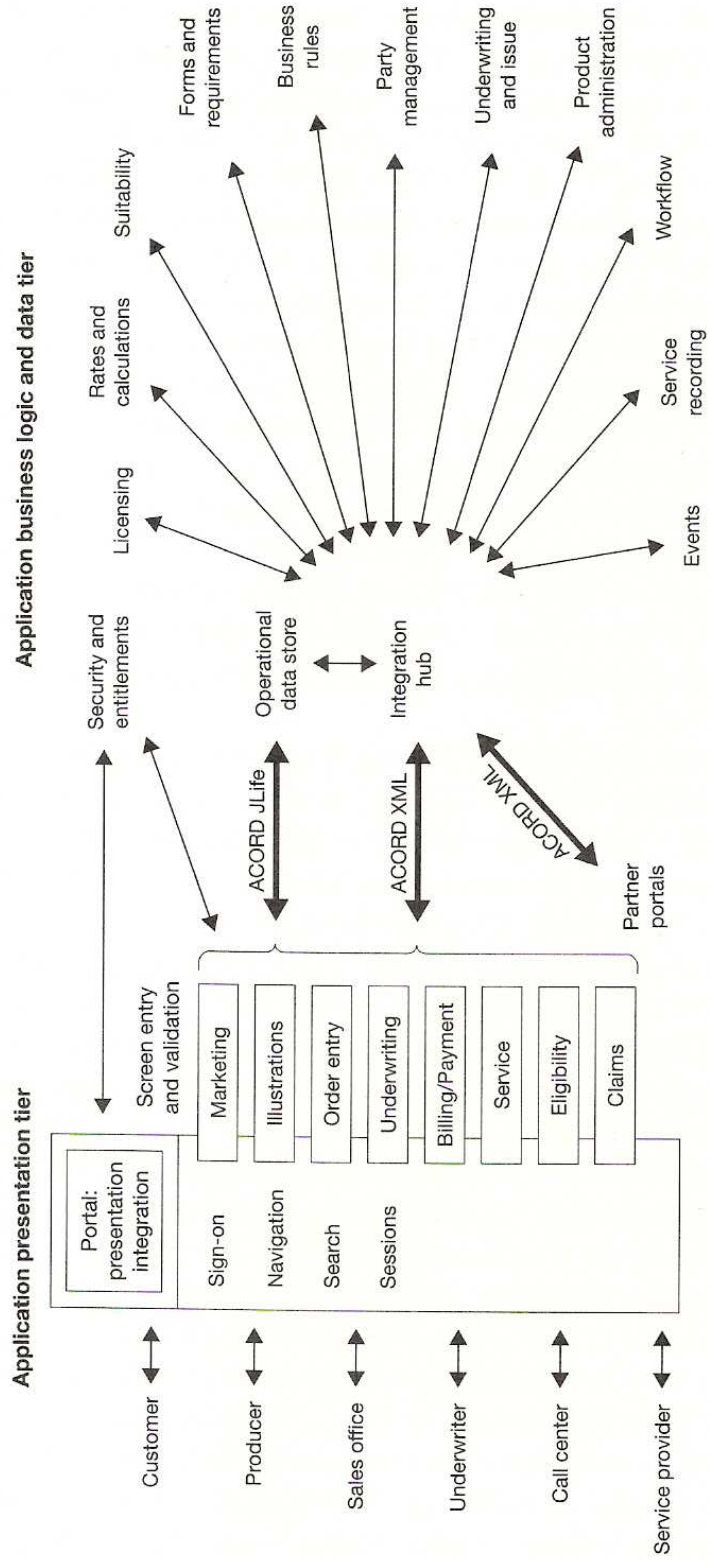 Application presentation tier
Application business logic and data tier
Customer
Producer
Sales office
Underwriter
Call center
Service provider
Portal:
presentation
integration
Sign-on
Navigation
Search
Sessions
Screen entry
and validation
Marketing
Illustrations
Order entry
Underwriting
Billing/Payment
Service
Eligibility
Claims
Security and
entitlements
ACORD JLife
ACORD XML
ACORD XML
Partner
portals
Operational
data store
Integration
hub
Licensing
Rates and
calculations
Suitability
Forms and
requirements
Business
rules
Party
management
Underwriting
and issue
Product
administration
Workflow
Service
recording
Events